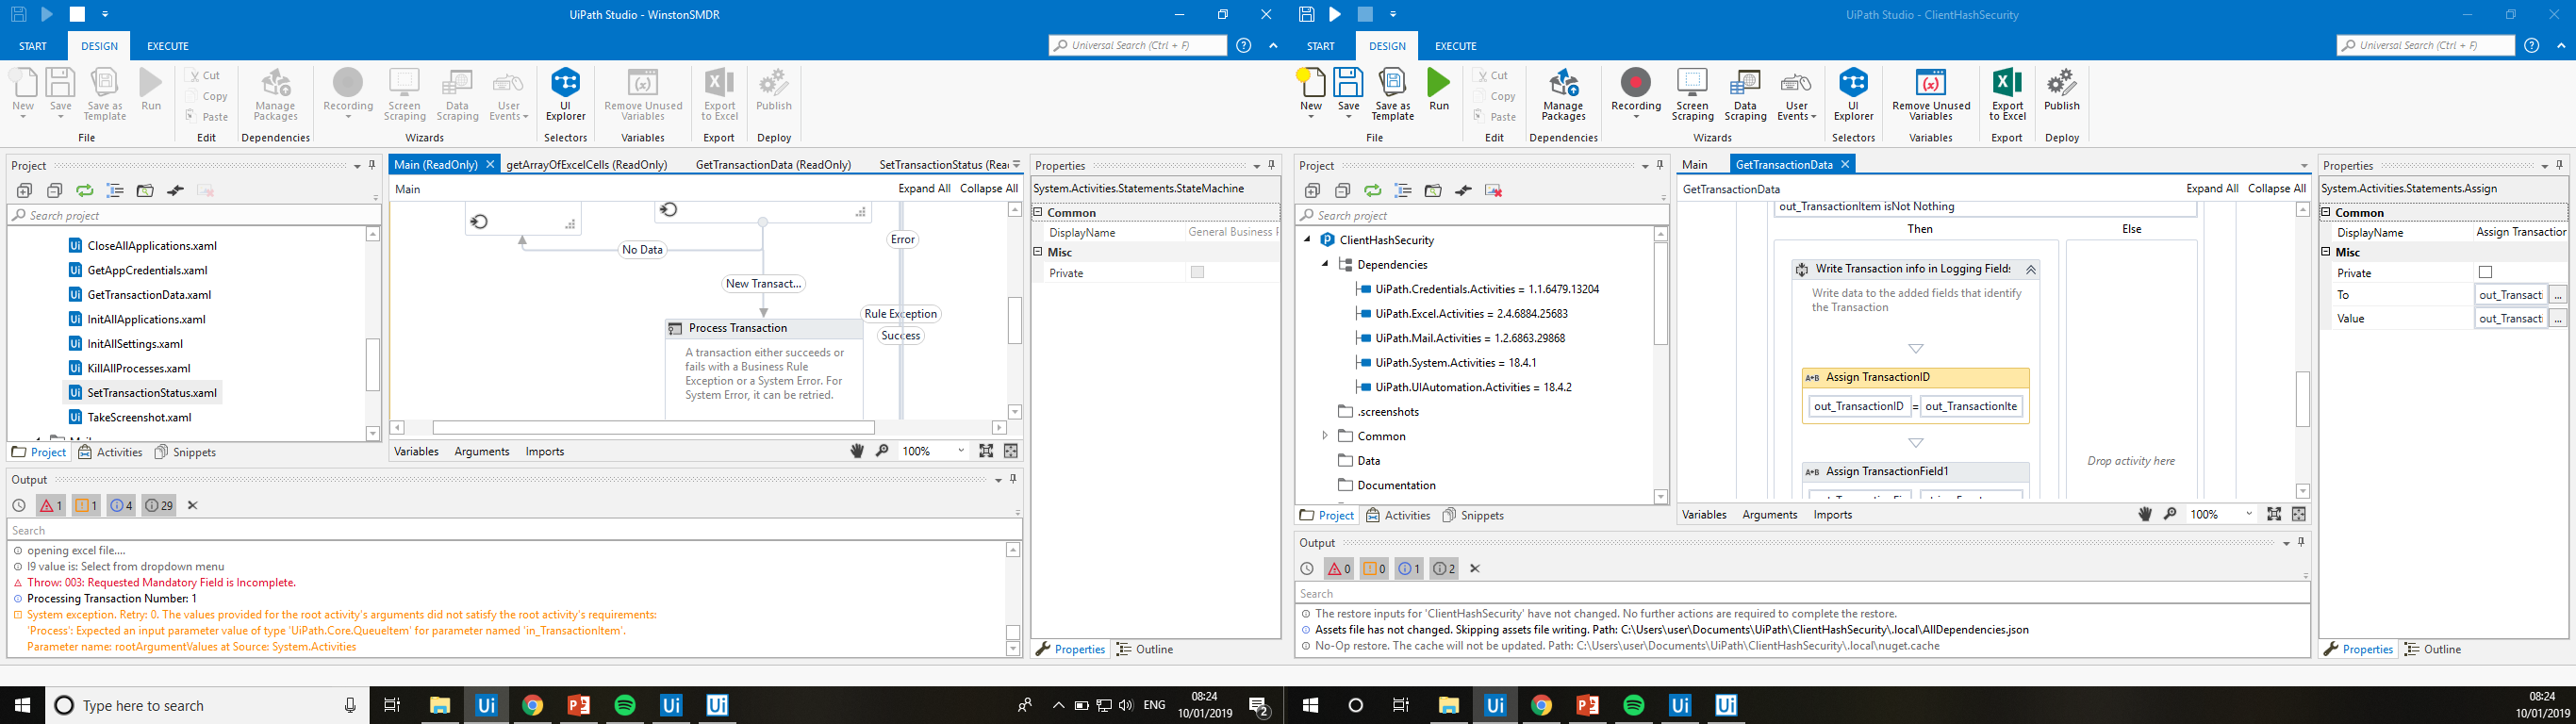 UiPath Studio - WinstonSMDR
START
DESIGN
EXECUTE
Universal Search (Ctrl + F)
New
Save
Save as Template
Run
File
Cut
Copy
Paste
Edit
Manage Packages
Dependencies
Recording
Screen Scraping
Data Scraping
User Events
Wizards
UI Explorer
Selectors
Remove Unused Variables
Variables
Export to Excel
Export
Publish
Deploy
Project
Search project
CloseAllApplications.xaml
GetAppCredentials.xaml
GetTransactionData.xaml
InitAllApplications.xaml
InitAllSettings.xaml
KillAllProcesses.xaml
SetTransactionStatus.xaml
TakeScreenshot.xaml
Project
Activities
Snippets
Main (ReadOnly)
getArrayOfExcelCells (ReadOnly)
GetTransactionData (ReadOnly)
SetTransactionStatus (Rea
Main
Expand All
Collapse All
No Data
Error
New Transact...
Rule Exception
Success
Process Transaction
A transaction either succeeds or
fails with a Business Rule
Exception or a System Error. For
System Error, it can be retried.
Variables
Arguments
Imports
100%
Properties
System.Activities.Statements.StateMachine
Common
DisplayName
General Business P
Misc
Private
Properties
Outline
Output
1
1
4
29
Search
opening excel file....
I9 value is: Select from dropdown menu
Throw: 003: Requested Mandatory Field is Incomplete.
Processing Transaction Number: 1
System exception. Retry: 0. The values provided for the root activity's arguments did not satisfy the root activity's requirements:
'Process': Expected an input parameter value of type 'UiPath.Core.QueueItem' for parameter named 'in_TransactionItem'.
Parameter name: rootArgumentValues at Source: System.Activities
Type here to search
ENG
08:24
10/01/2019
2
UiPath Studio - ClientHashSecurity
START
DESIGN
EXECUTE
Universal Search (Ctrl + F)
New
Save
Save as Template
Run
File
Cut
Copy
Paste
Edit
Manage Packages
Dependencies
Recording
Screen Scraping
Data Scraping
User Events
Wizards
UI Explorer
Selectors
Remove Unused Variables
Variables
Export to Excel
Export
Publish
Deploy
Project
Search project
ClientHashSecurity
Dependencies
UiPath.Credentials.Activities = 1.1.6479.13204
UiPath.Excel.Activities = 2.4.6884.25683
UiPath.Mail.Activities = 1.2.6863.29868
UiPath.System.Activities = 18.4.1
UiPath.UIAutomation.Activities = 18.4.2
.screenshots
Common
Data
Documentation
Project
Activities
Snippets
Main
GetTransactionData
GetTransactionData
Expand All
Collapse All
out_TransactionItem isNot Nothing
Then
Else
Write Transaction info in Logging Fields
Write data to the added fields that identify
the Transaction
Assign TransactionID
out_TransactionID = out_TransactionIte
Assign TransactionField1
Drop activity here
Variables
Arguments
Imports
100%
Properties
System.Activities.Statements.Assign
Common
DisplayName
Assign Transaction
Misc
Private
To
out_Transacti
...
Value
out_Transacti
...
Properties
Outline
Output
0
0
1
2
Search
The restore inputs for 'ClientHashSecurity' have not changed. No further actions are required to complete the restore.
Assets file has not changed. Skipping assets file writing. Path: C:\Users\user\Documents\UiPath\ClientHashSecurity\.local\AllDependencies.json
No-Op restore. The cache will not be updated. Path: C:\Users\user\Documents\UiPath\ClientHashSecurity\.local\nuget.cache
08:24
10/01/2019